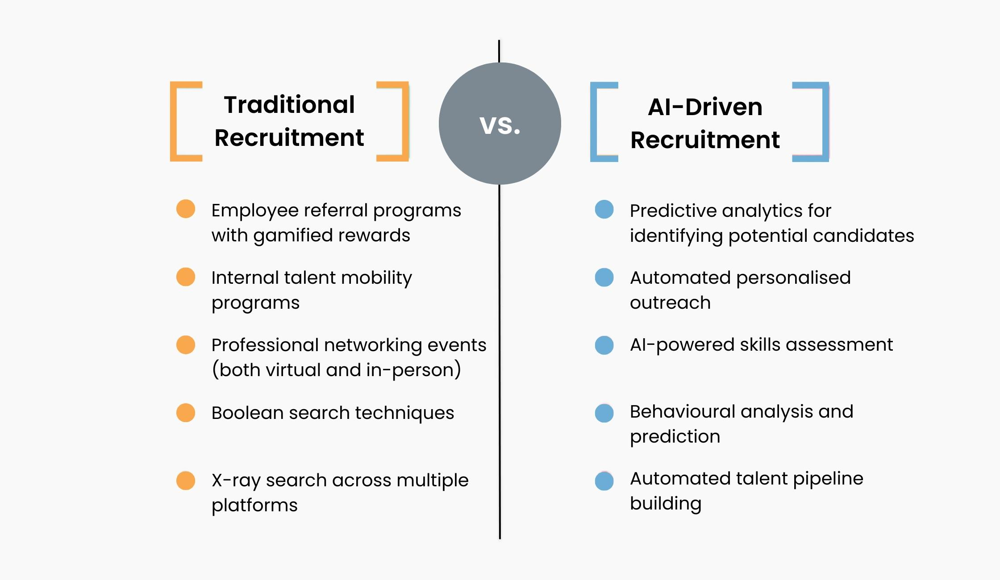 Traditional
Recruitment
vs.
AI-Driven
Recruitment
Employee referral programs
with gamified rewards
Internal talent mobility
programs
Professional networking events
(both virtual and in-person)
Boolean search techniques
X-ray search across multiple
platforms
Predictive analytics for
identifying potential candidates
Automated personalised
outreach
AI-powered skills assessment
Behavioural analysis and
prediction
Automated talent pipeline
building